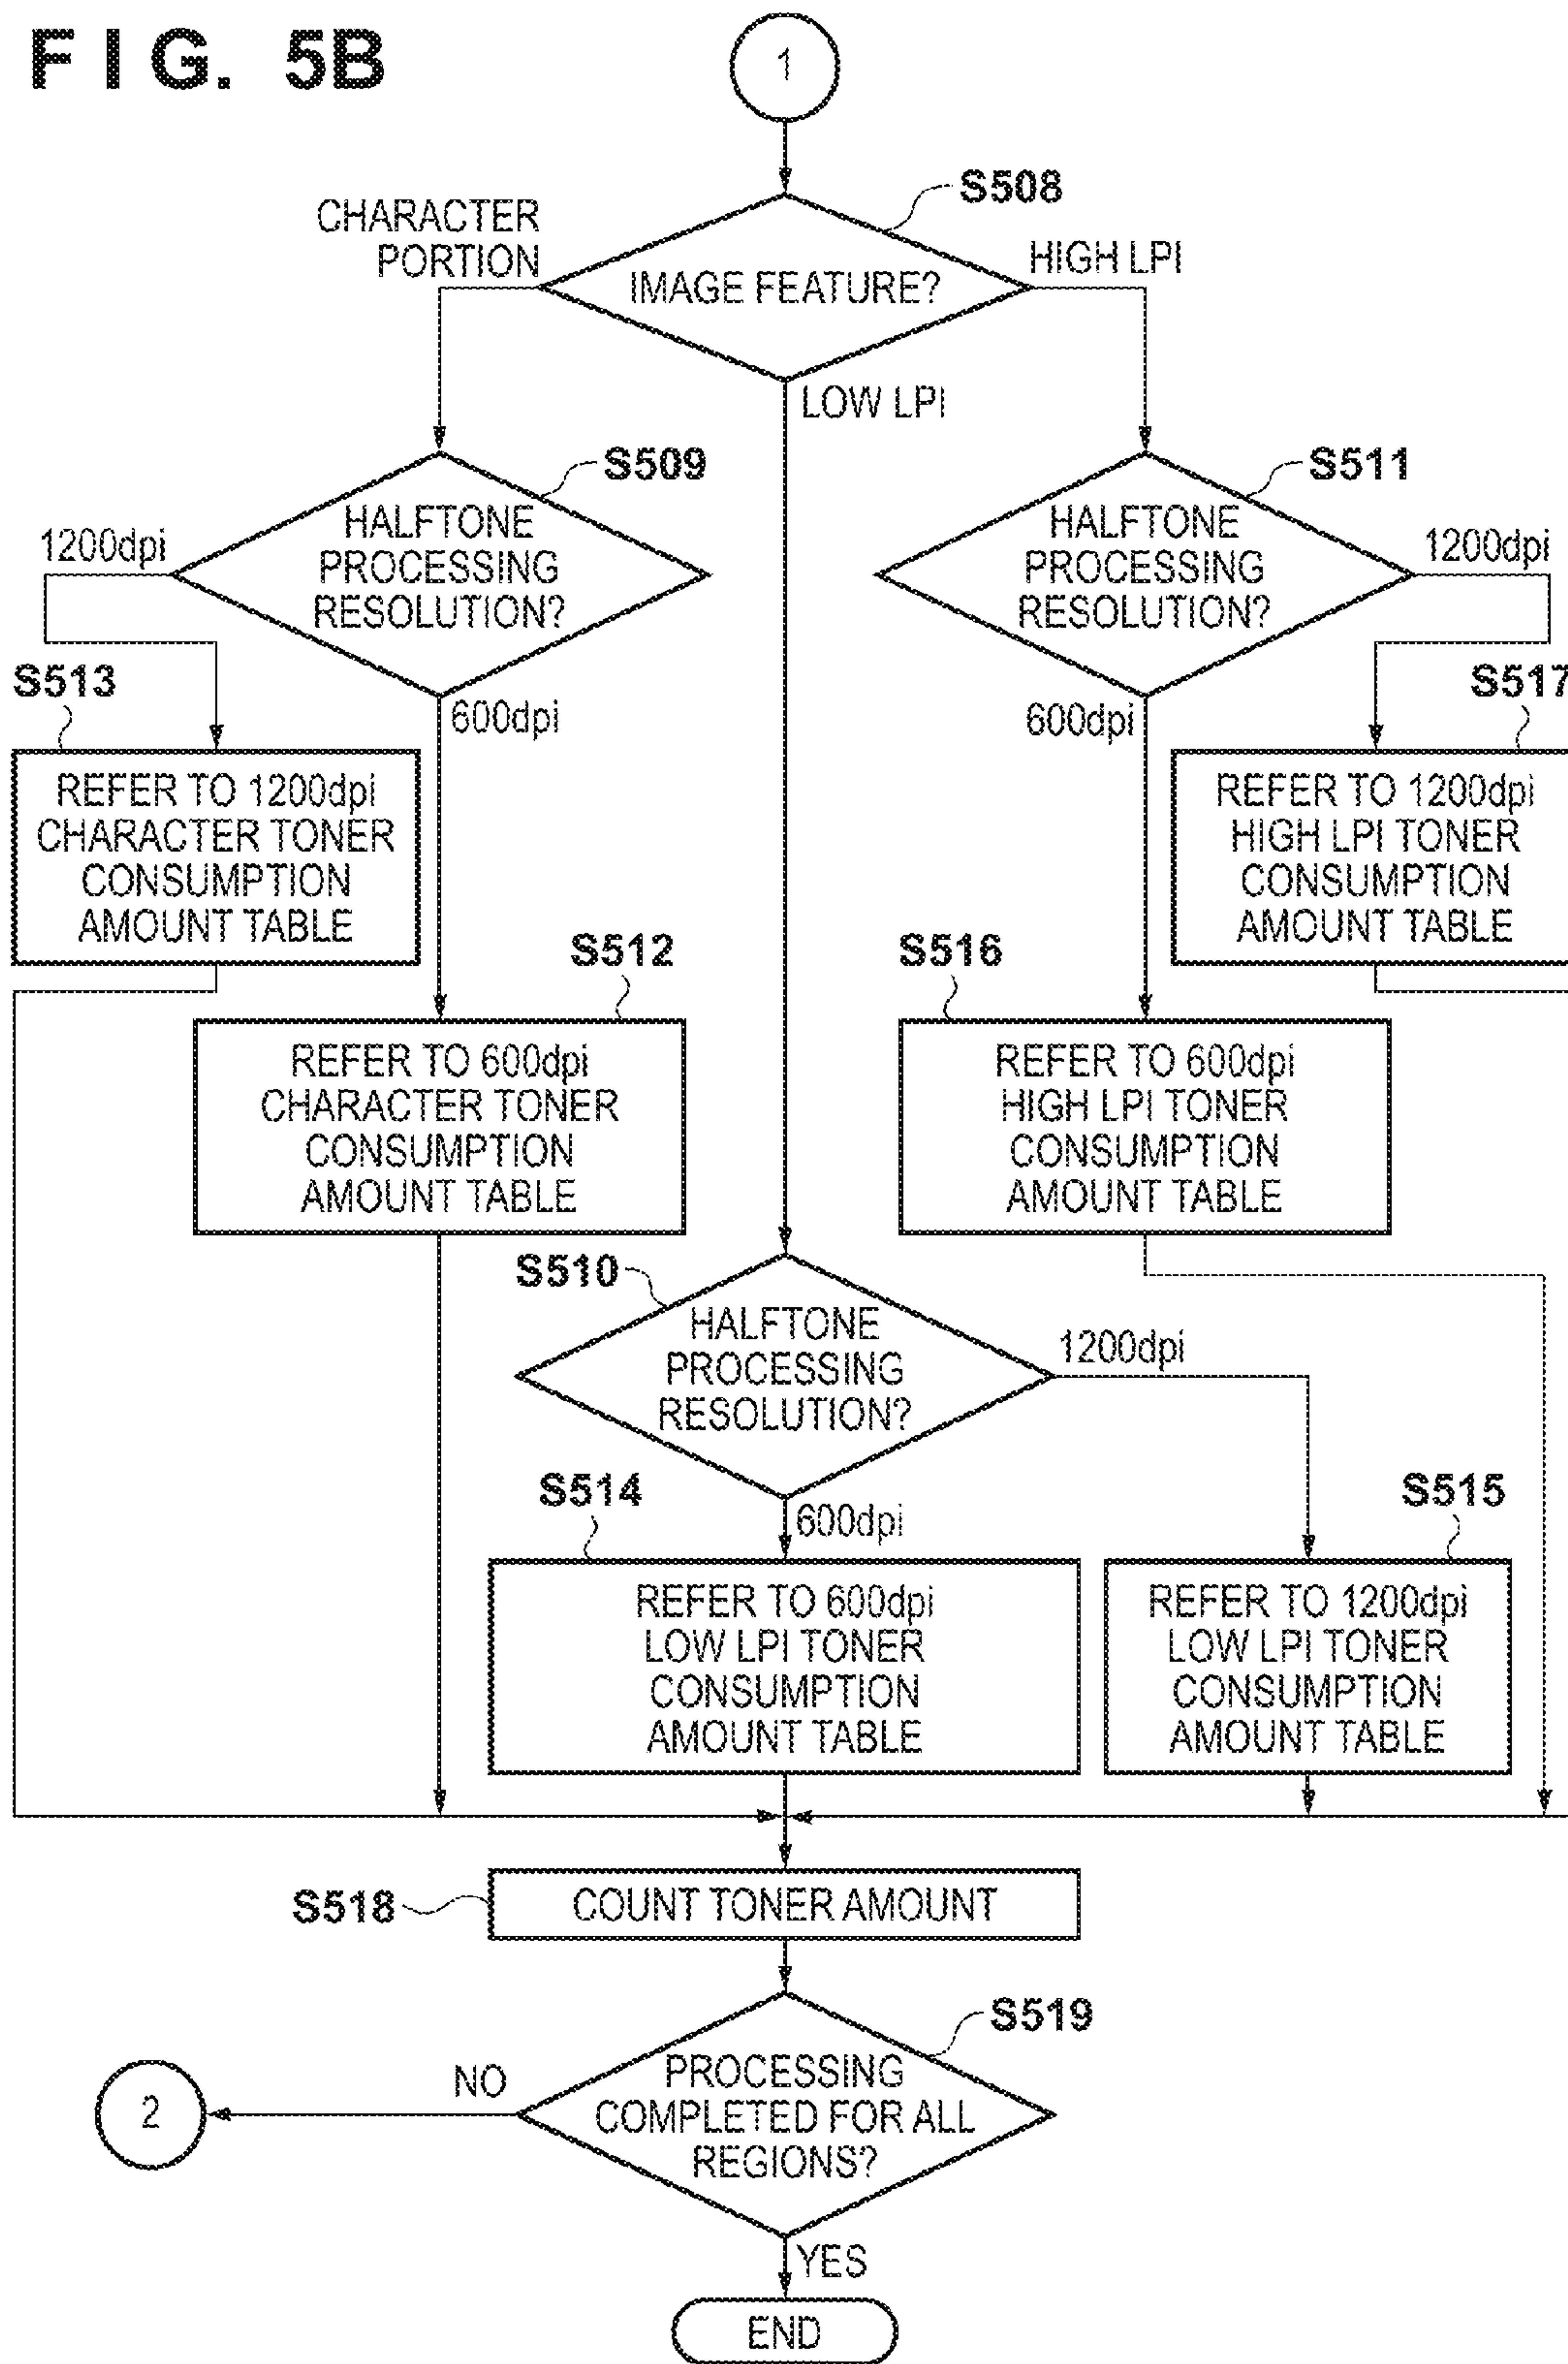 FIG. 5B
1
S508
CHARACTER
PORTION
IMAGE FEATURE?
HIGH LPI
LOW LPI
S509
HALFTONE
PROCESSING
RESOLUTION?
1200dpi
600dpi
S511
HALFTONE
PROCESSING
RESOLUTION?
1200dpi
600dpi
S513
REFER TO 1200dpi
CHARACTER TONER
CONSUMPTION
AMOUNT TABLE
S517
REFER TO 1200dpi
HIGH LPI TONER
CONSUMPTION
AMOUNT TABLE
S512
REFER TO 600dpi
CHARACTER TONER
CONSUMPTION
AMOUNT TABLE
S516
REFER TO 600dpi
HIGH LPI TONER
CONSUMPTION
AMOUNT TABLE
S510
HALFTONE
PROCESSING
RESOLUTION?
1200dpi
600dpi
S514
REFER TO 600dpi
LOW LPI TONER
CONSUMPTION
AMOUNT TABLE
S515
REFER TO 1200dpi
LOW LPI TONER
CONSUMPTION
AMOUNT TABLE
S518
COUNT TONER AMOUNT
S519
PROCESSING
COMPLETED FOR ALL
REGIONS?
NO
2
YES
END